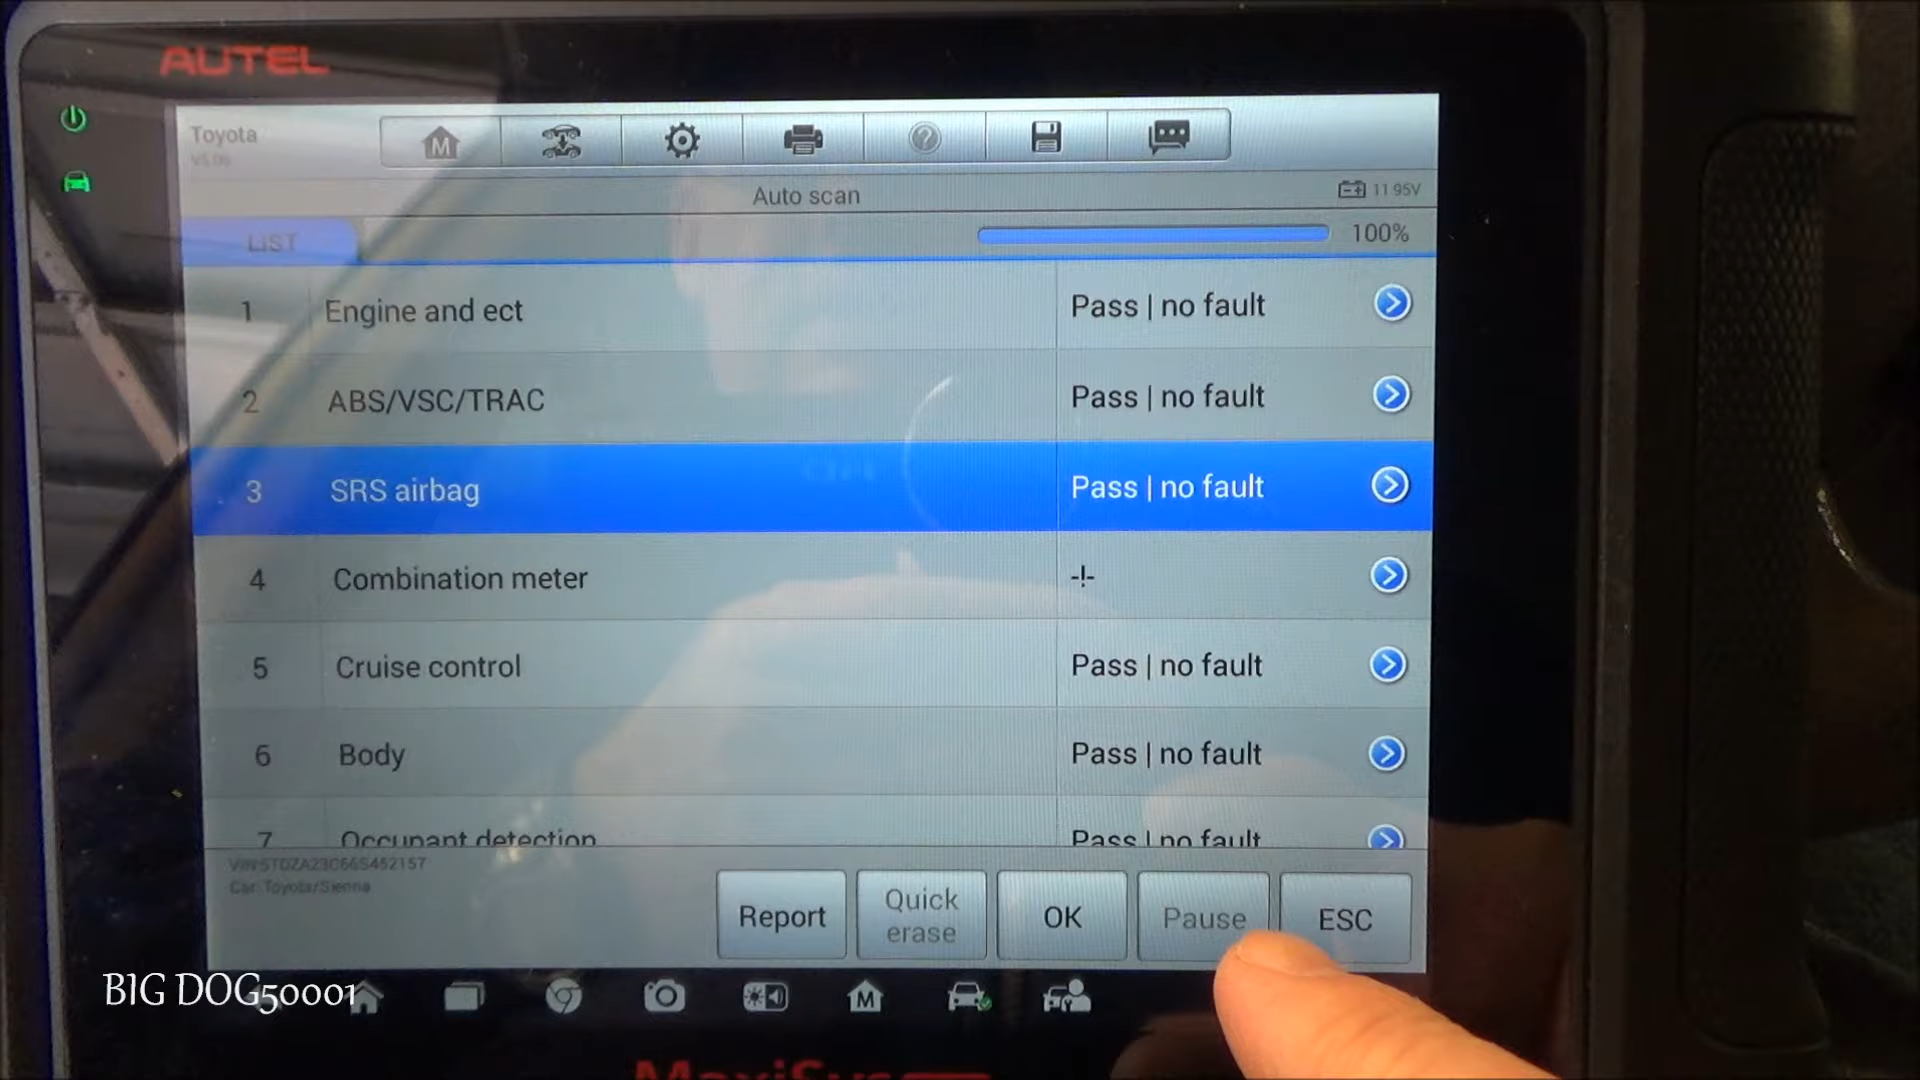 AUTEL
Toyota
Auto scan
11.95V
LIST
100%
1 Engine and ect Pass | no fault
2 ABS/VSC/TRAC Pass | no fault
3 SRS airbag Pass | no fault
4 Combination meter -!-
5 Cruise control Pass | no fault
6 Body Pass | no fault
7 Occupant detection Pass | no fault
Car: Toyota/Sienna
Report Quick erase OK Pause ESC
BIG DOG50001
MaxiSys